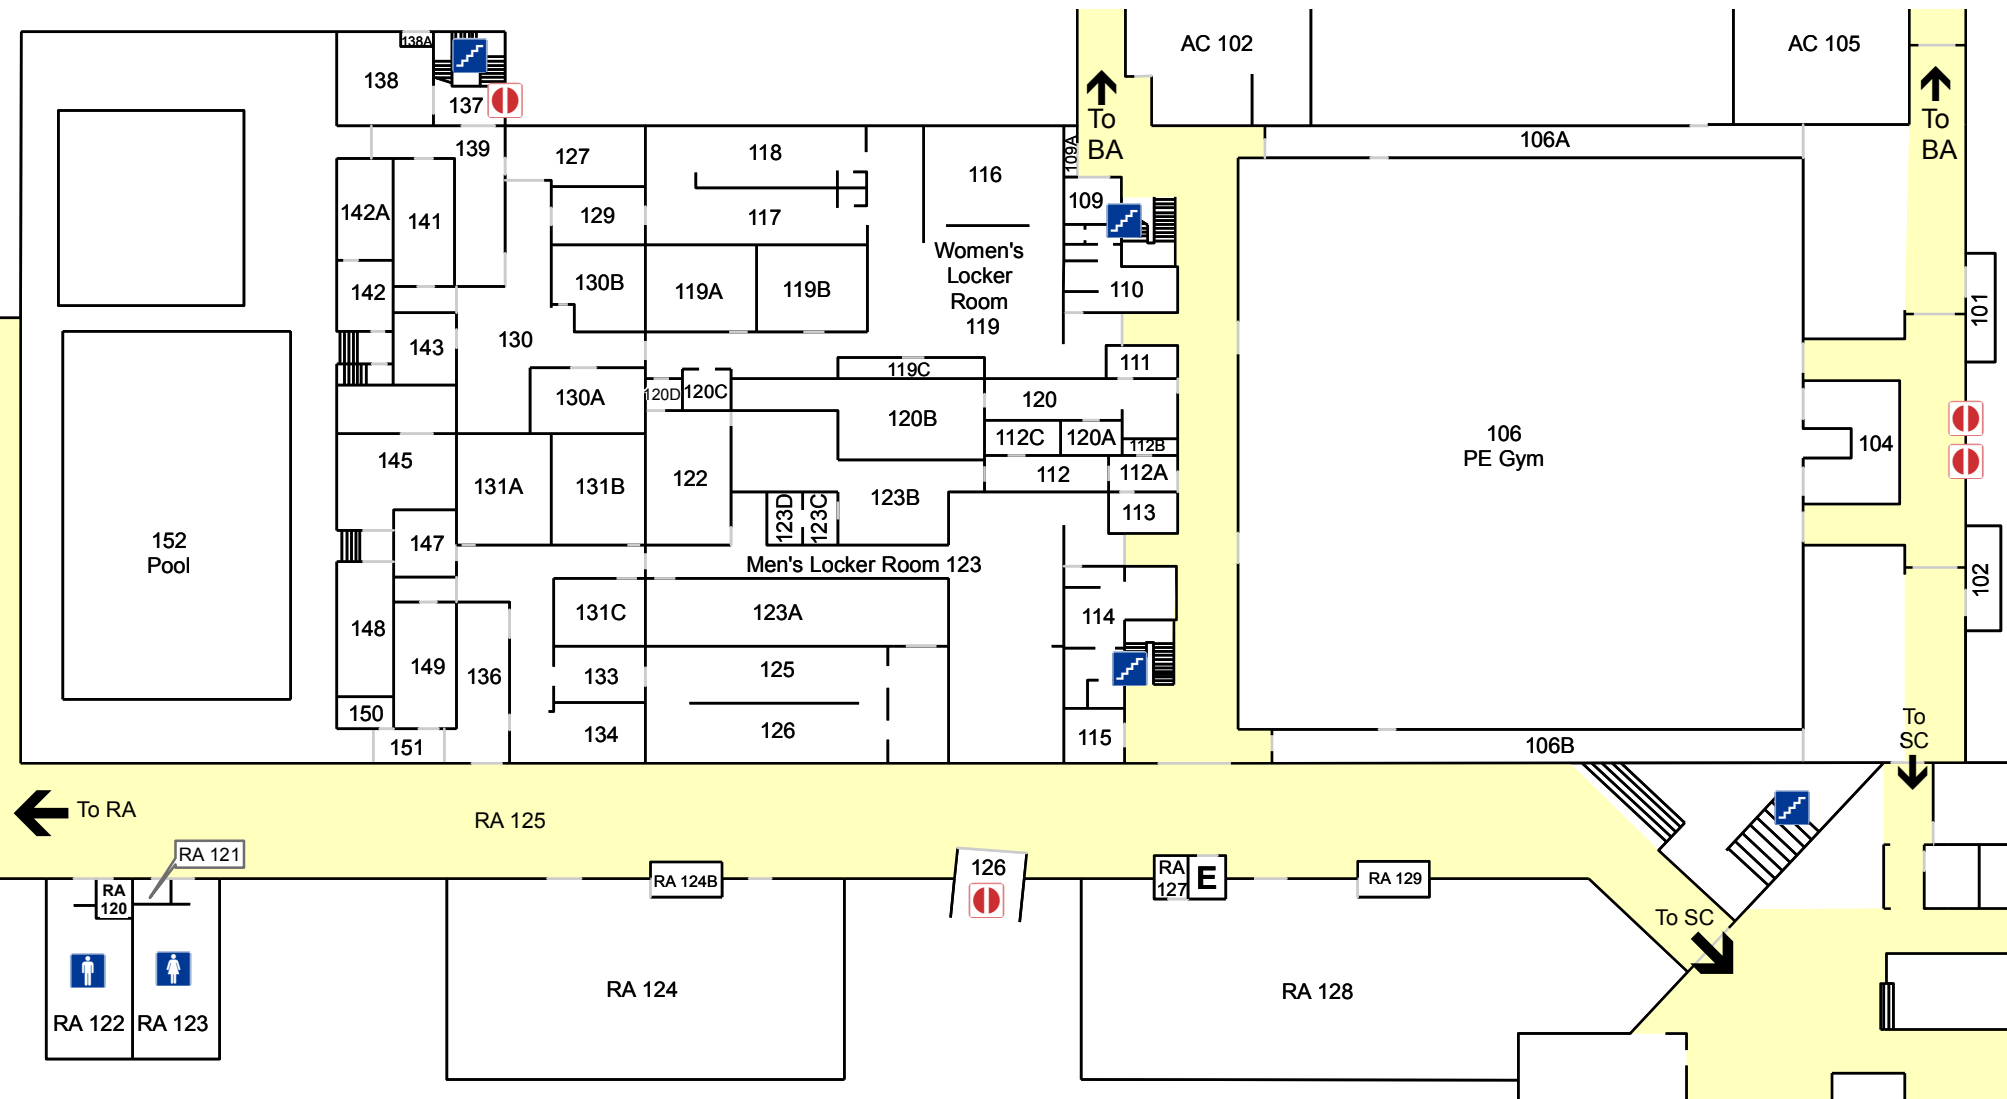 AC 102
AC 105
138A
138
137
To
BA
To
BA
139
127
118
109A
106A
116
142A
141
129
117
109
Women's
Locker
Room
119
142
130B
119A
119B
110
101
143
130
111
119C
130A
120D
120C
120
120B
106
PE Gym
104
112C
120A
112B
145
131A
131B
122
112
112A
123B
123D
123C
113
152
Pool
147
Men's Locker Room 123
102
148
131C
123A
114
149
136
133
125
150
134
126
115
151
106B
To
SC
To RA
RA 125
RA 121
RA
120
RA 124B
126
RA
127
E
RA 129
To SC
RA 122
RA 123
RA 124
RA 128